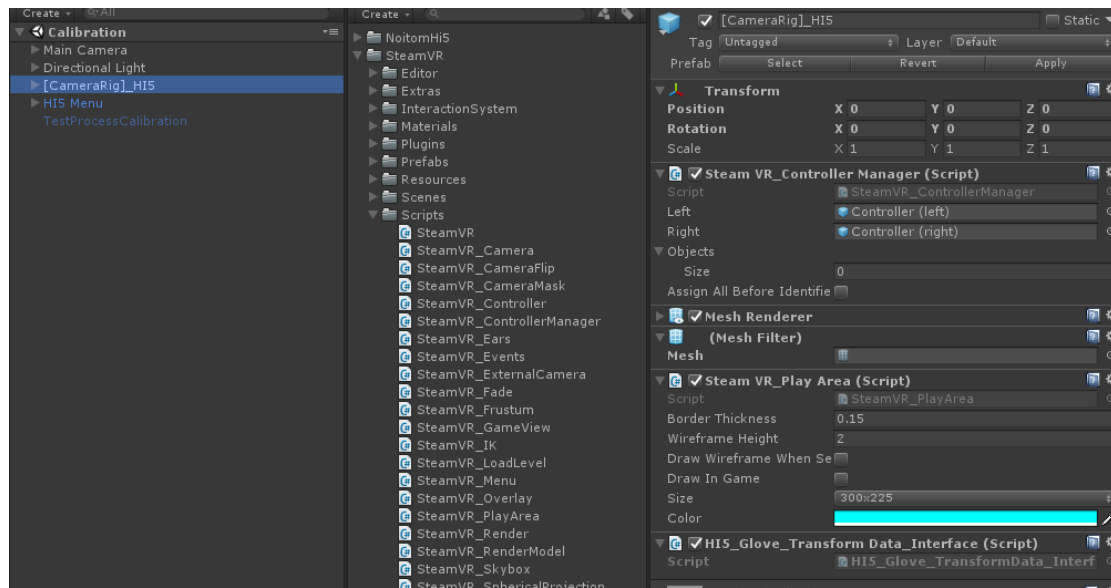 Create
All
Calibration
Main Camera
Directional Light
[CameraRig]_HI5
HI5 Menu
TestProcessCalibration
Create
NoitomHi5
SteamVR
Editor
Extras
InteractionSystem
Materials
Plugins
Prefabs
Resources
Scenes
Scripts
SteamVR
SteamVR_Camera
SteamVR_CameraFlip
SteamVR_CameraMask
SteamVR_Controller
SteamVR_ControllerManager
SteamVR_Ears
SteamVR_Events
SteamVR_ExternalCamera
SteamVR_Fade
SteamVR_Frustum
SteamVR_GameView
SteamVR_IK
SteamVR_LoadLevel
SteamVR_Menu
SteamVR_Overlay
SteamVR_PlayArea
SteamVR_Render
SteamVR_RenderModel
SteamVR_Skybox
SteamVR_SphericalProjection
[CameraRig]_HI5 Static
Tag Untagged Layer Default
Prefab Select Revert Apply
Transform
Position X 0 Y 0 Z 0
Rotation X 0 Y 0 Z 0
Scale X 1 Y 1 Z 1
Steam VR_Controller Manager (Script)
Script SteamVR_ControllerManager
Left Controller (left)
Right Controller (right)
Objects
Size 0
Assign All Before Identifie
Mesh Renderer
(Mesh Filter)
Mesh
Steam VR_Play Area (Script)
Script SteamVR_PlayArea
Border Thickness 0.15
Wireframe Height 2
Draw Wireframe When Se
Draw In Game
Size 300x225
Color
HI5_Glove_Transform Data_Interface (Script)
Script HI5_Glove_TransformData_Interf